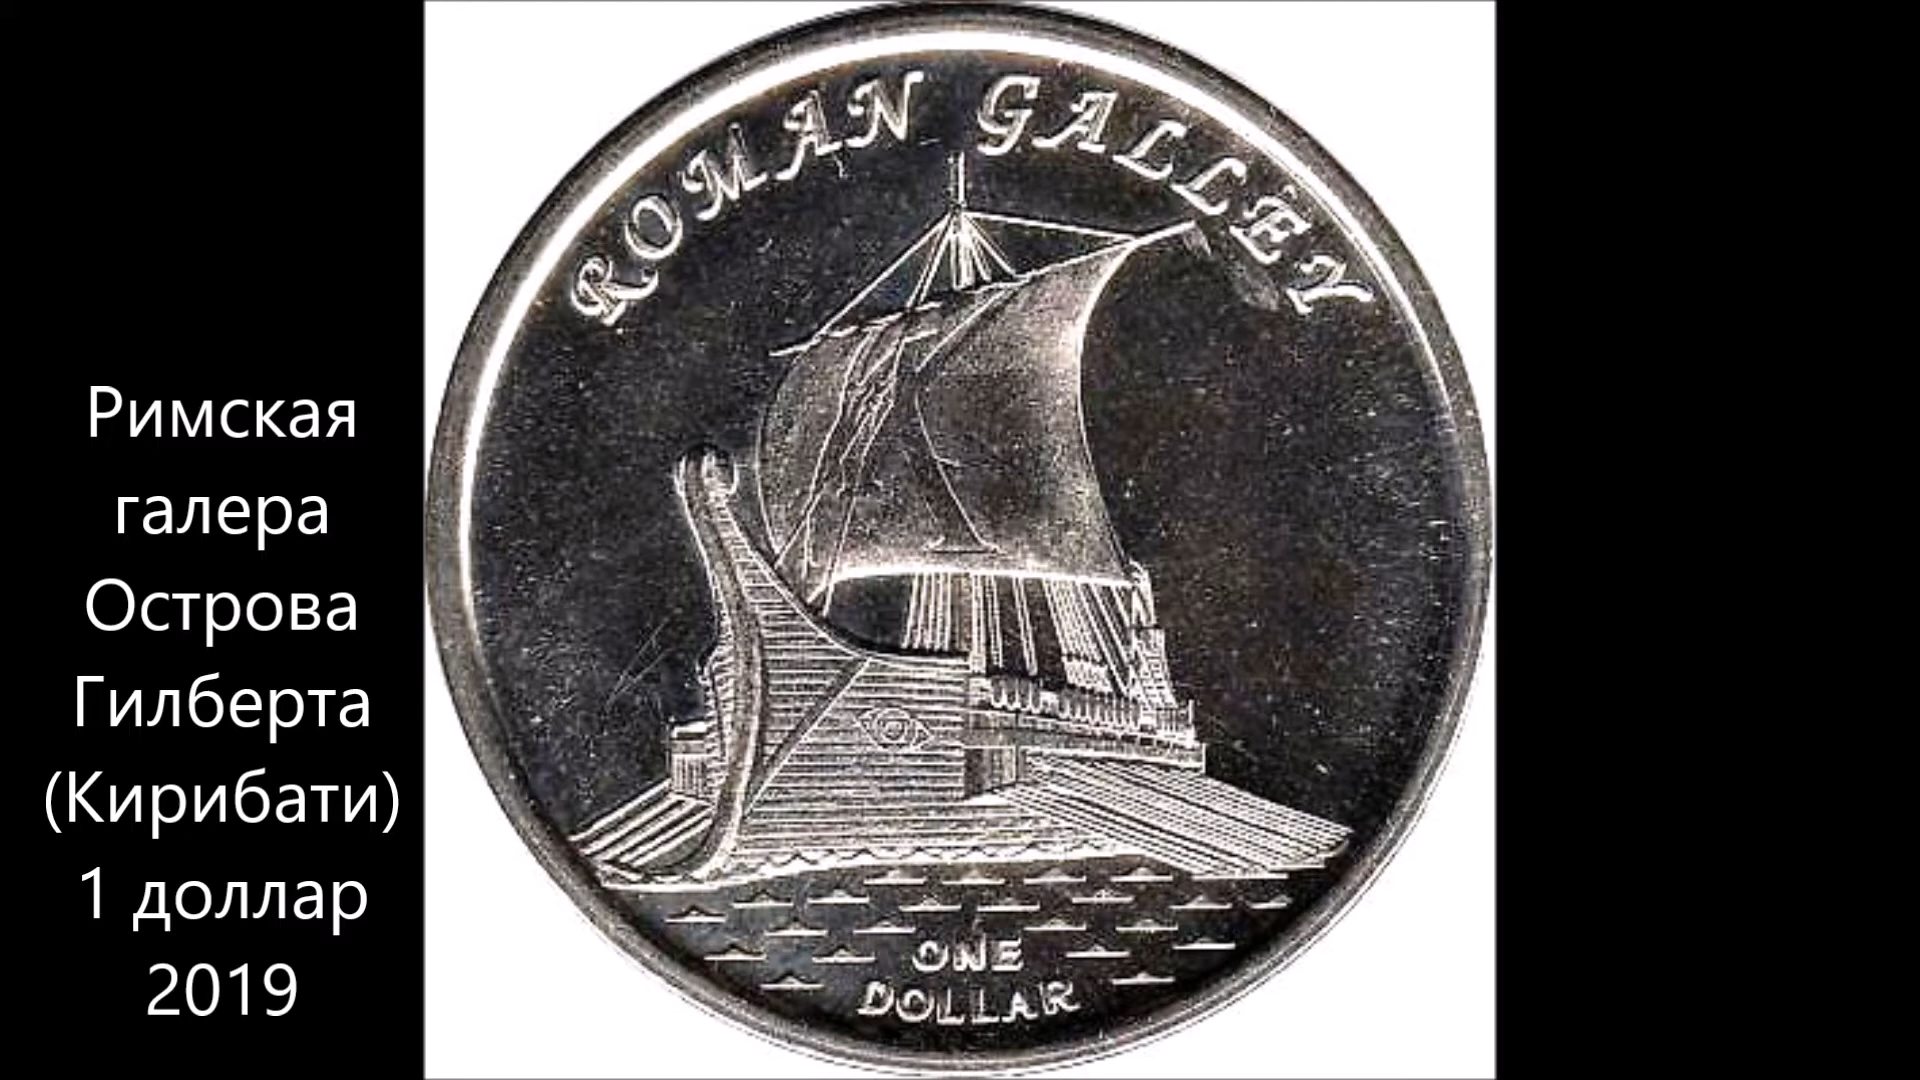 Римская
галера
Острова
Гилберта
(Кирибати)
1 доллар
2019
ROMAN GALLEY
ONE
DOLLAR